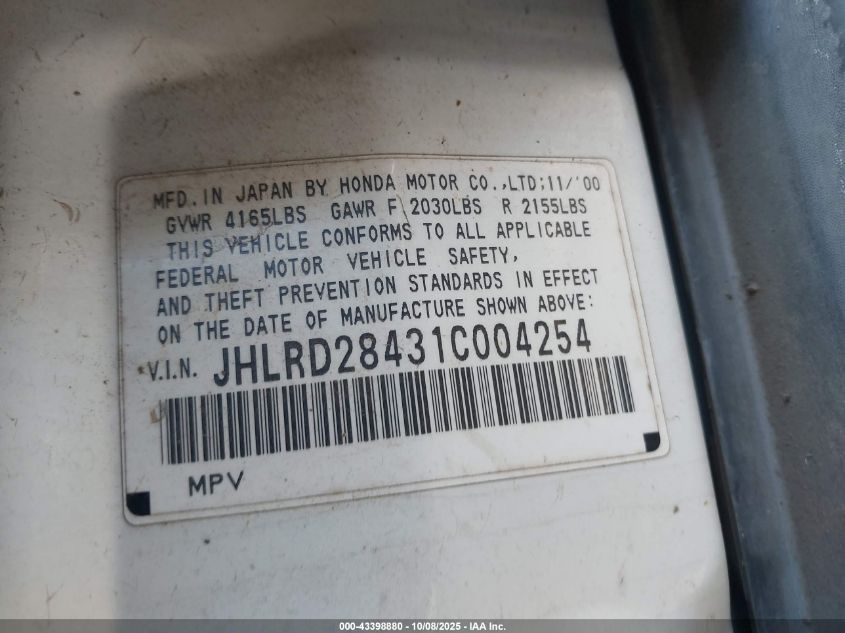 MFD. IN JAPAN BY HONDA MOTOR CO.,LTD;11/'00
GVWR 4165LBS GAWR F 2030LBS R 2155LBS
THIS VEHICLE CONFORMS TO ALL APPLICABLE
FEDERAL MOTOR VEHICLE SAFETY,
AND THEFT PREVENTION STANDARDS IN EFFECT
ON THE DATE OF MANUFACTURE SHOWN ABOVE:
V.I.N. JHLRD28431C004254
MPV
000-43398880 - 10/08/2025 - IAA Inc.